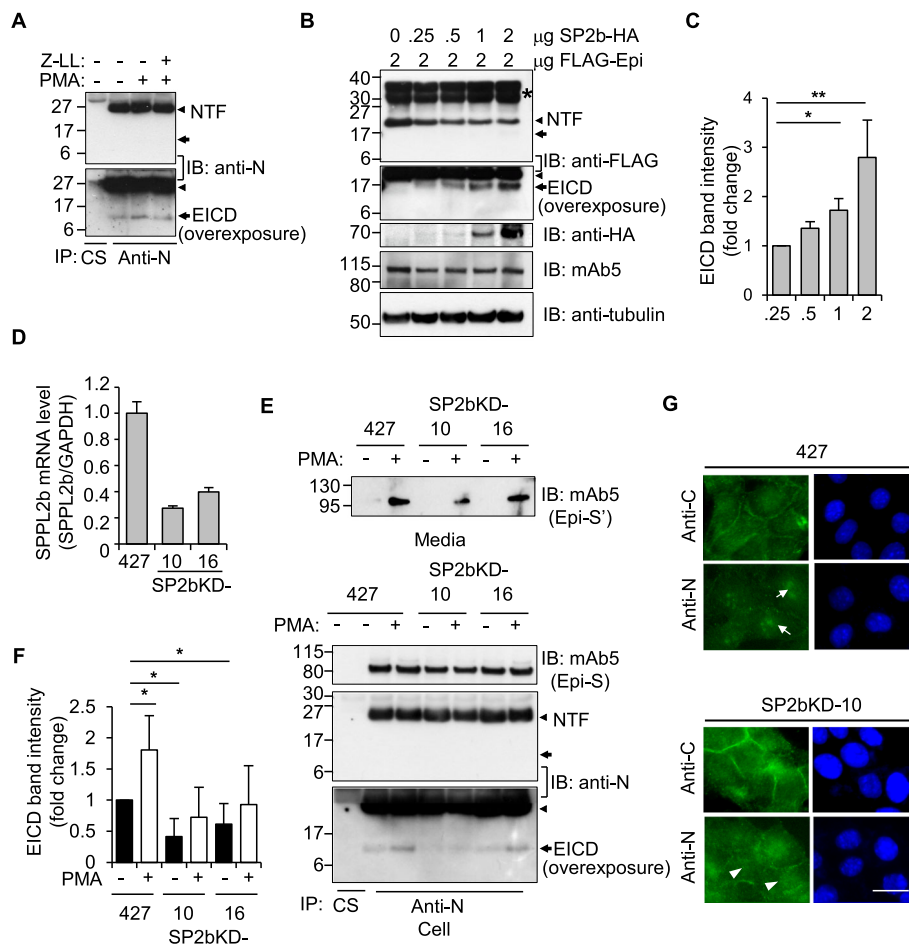 A
Z-LL: - - - +
PMA: - - + +
27
17
6
NTF
IB: anti-N
27
17
6
EICD
(overexposure)
IP: CS Anti-N
B
0 .25 .5 1 2 µg SP2b-HA
2 2 2 2 2 µg FLAG-Epi
40
30
27
17
6
*
NTF
IB: anti-FLAG
27
17
EICD
(overexposure)
70
IB: anti-HA
115
80
IB: mAb5
50
IB: anti-tubulin
C
EICD band intensity
(fold change)
4
3
2
1
0
**
*
.25 .5 1 2
D
SPPL2b mRNA level
(SPPL2b/GAPDH)
1.2
1.0
0.8
0.6
0.4
0.2
0
427 10 16
SP2bKD-
E
SP2bKD-
427 10 16
PMA: - + - + - +
130
95
IB: mAb5
(Epi-S’)
Media
SP2bKD-
427 10 16
PMA: - - + - + - +
115
80
IB: mAb5
(Epi-S)
30
27
17
6
NTF
IB: anti-N
17
6
EICD
(overexposure)
IP: CS Anti-N
Cell
F
EICD band intensity
(fold change)
2.5
2
1.5
1
0.5
0
*
*
*
PMA - + - + - +
427 10 16
SP2bKD-
G
427
Anti-C
Anti-N
SP2bKD-10
Anti-C
Anti-N